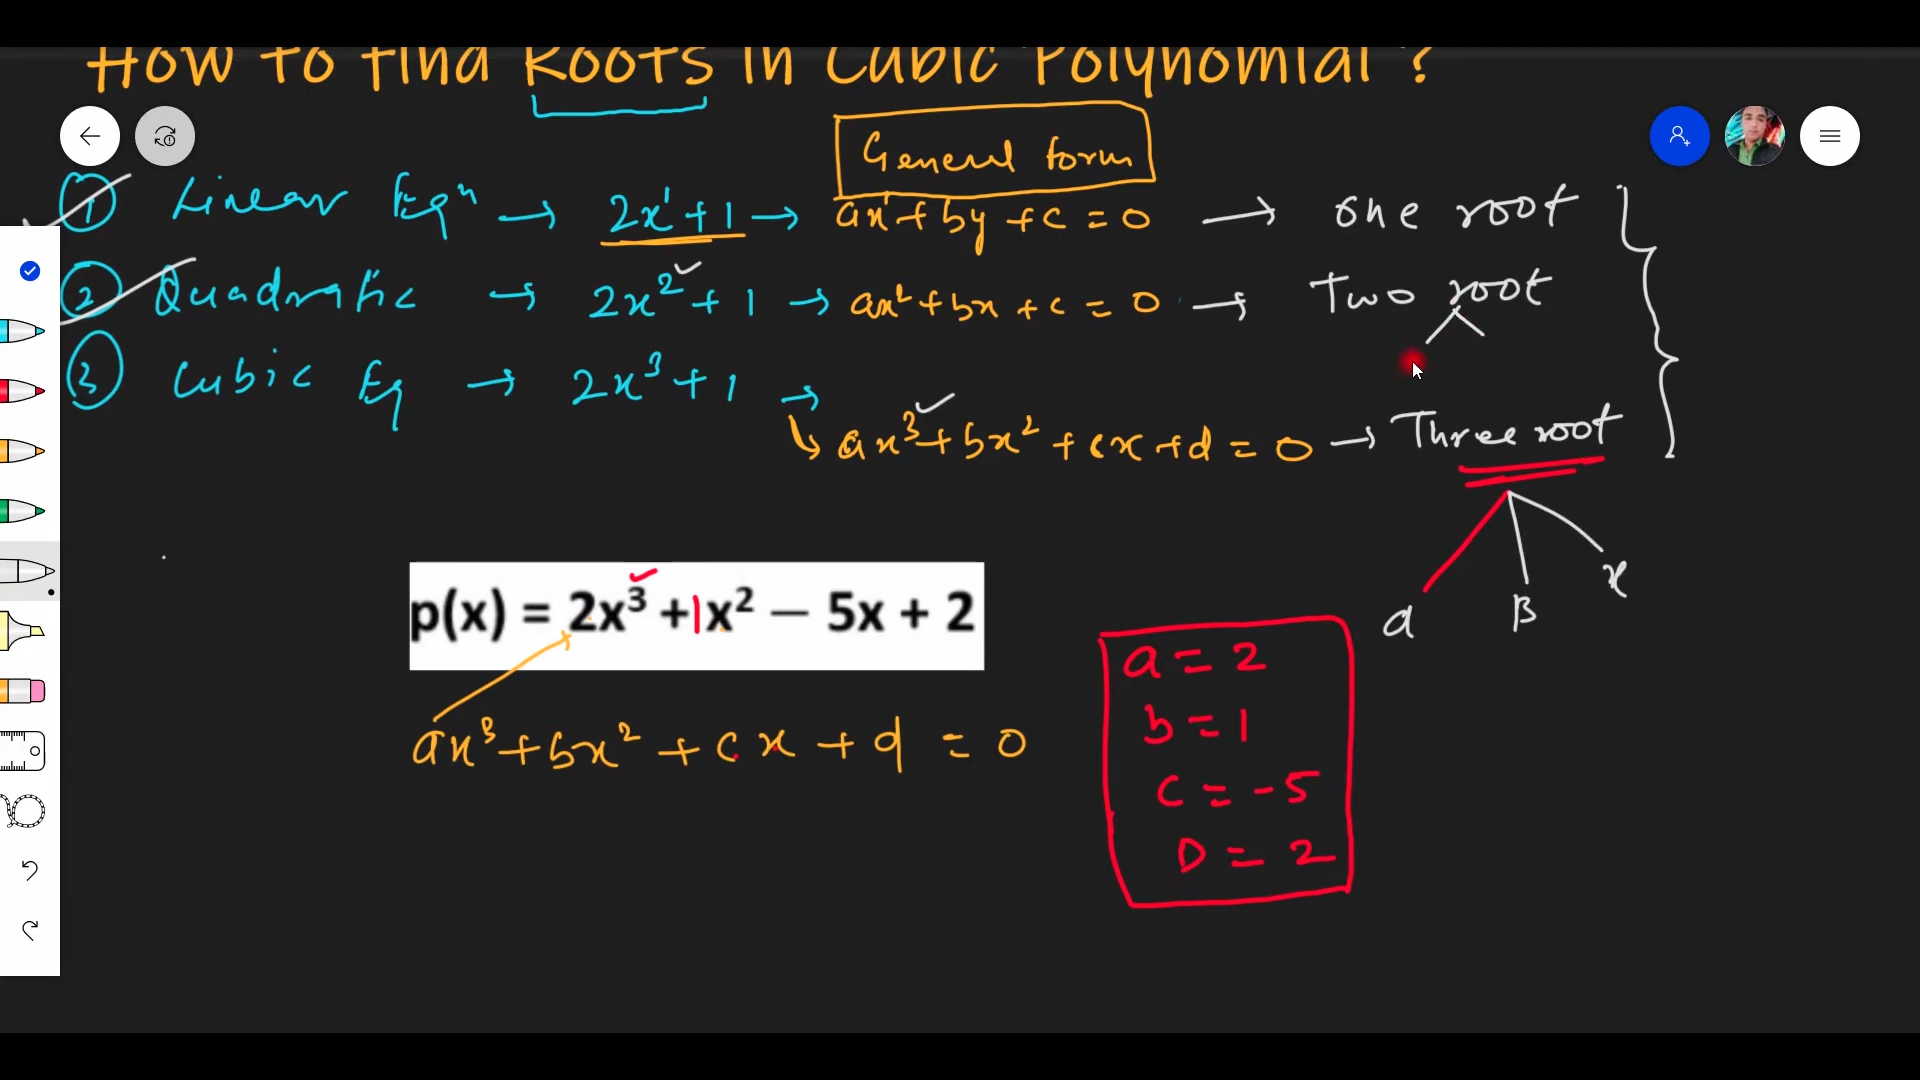 How to find Roots in Cubic Polynomial ?
General form
① Linear Eqⁿ → 2x¹+1 → ax¹+by+c=0 → one root
② Quadratic → 2x²+1 → ax²+bx+c=0 → Two root
③ Cubic Eq → 2x³+1 →
↳ ax³+bx²+cx+d=0 → Three root
α β x
p(x) = 2x³ +1x² − 5x + 2
ax³+bx²+cx+d=0
a=2
b=1
c=-5
D=2